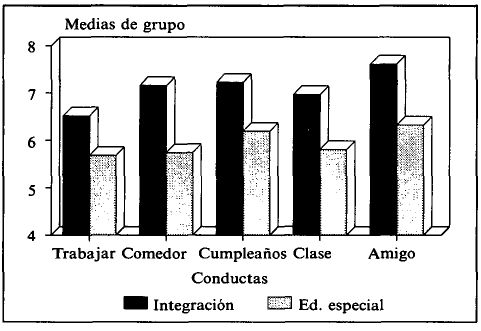 Medias de grupo
8
7
6
5
4
Trabajar Comedor Cumpleaños Clase Amigo
Conductas
Integración Ed. especial